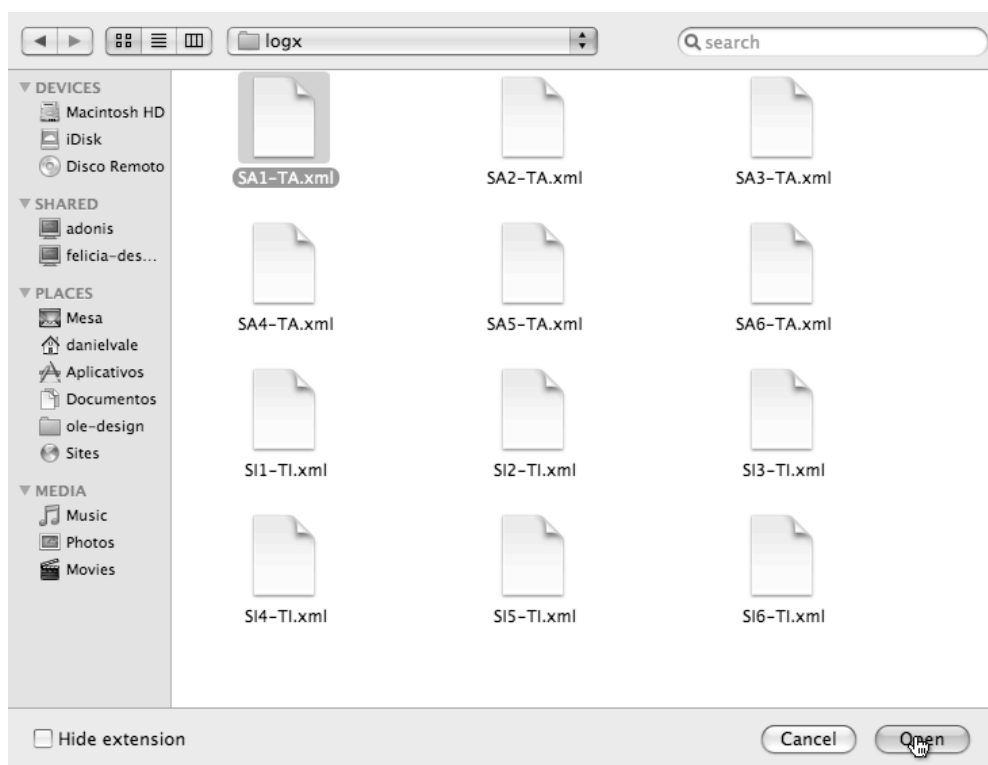 logx
search
DEVICES
Macintosh HD
iDisk
Disco Remoto
SHARED
adonis
felicia-des...
PLACES
Mesa
danielvale
Aplicativos
Documentos
ole-design
Sites
MEDIA
Music
Photos
Movies
SA1-TA.xml SA2-TA.xml SA3-TA.xml
SA4-TA.xml SA5-TA.xml SA6-TA.xml
SI1-TI.xml SI2-TI.xml SI3-TI.xml
SI4-TI.xml SI5-TI.xml SI6-TI.xml
Hide extension
Cancel Open